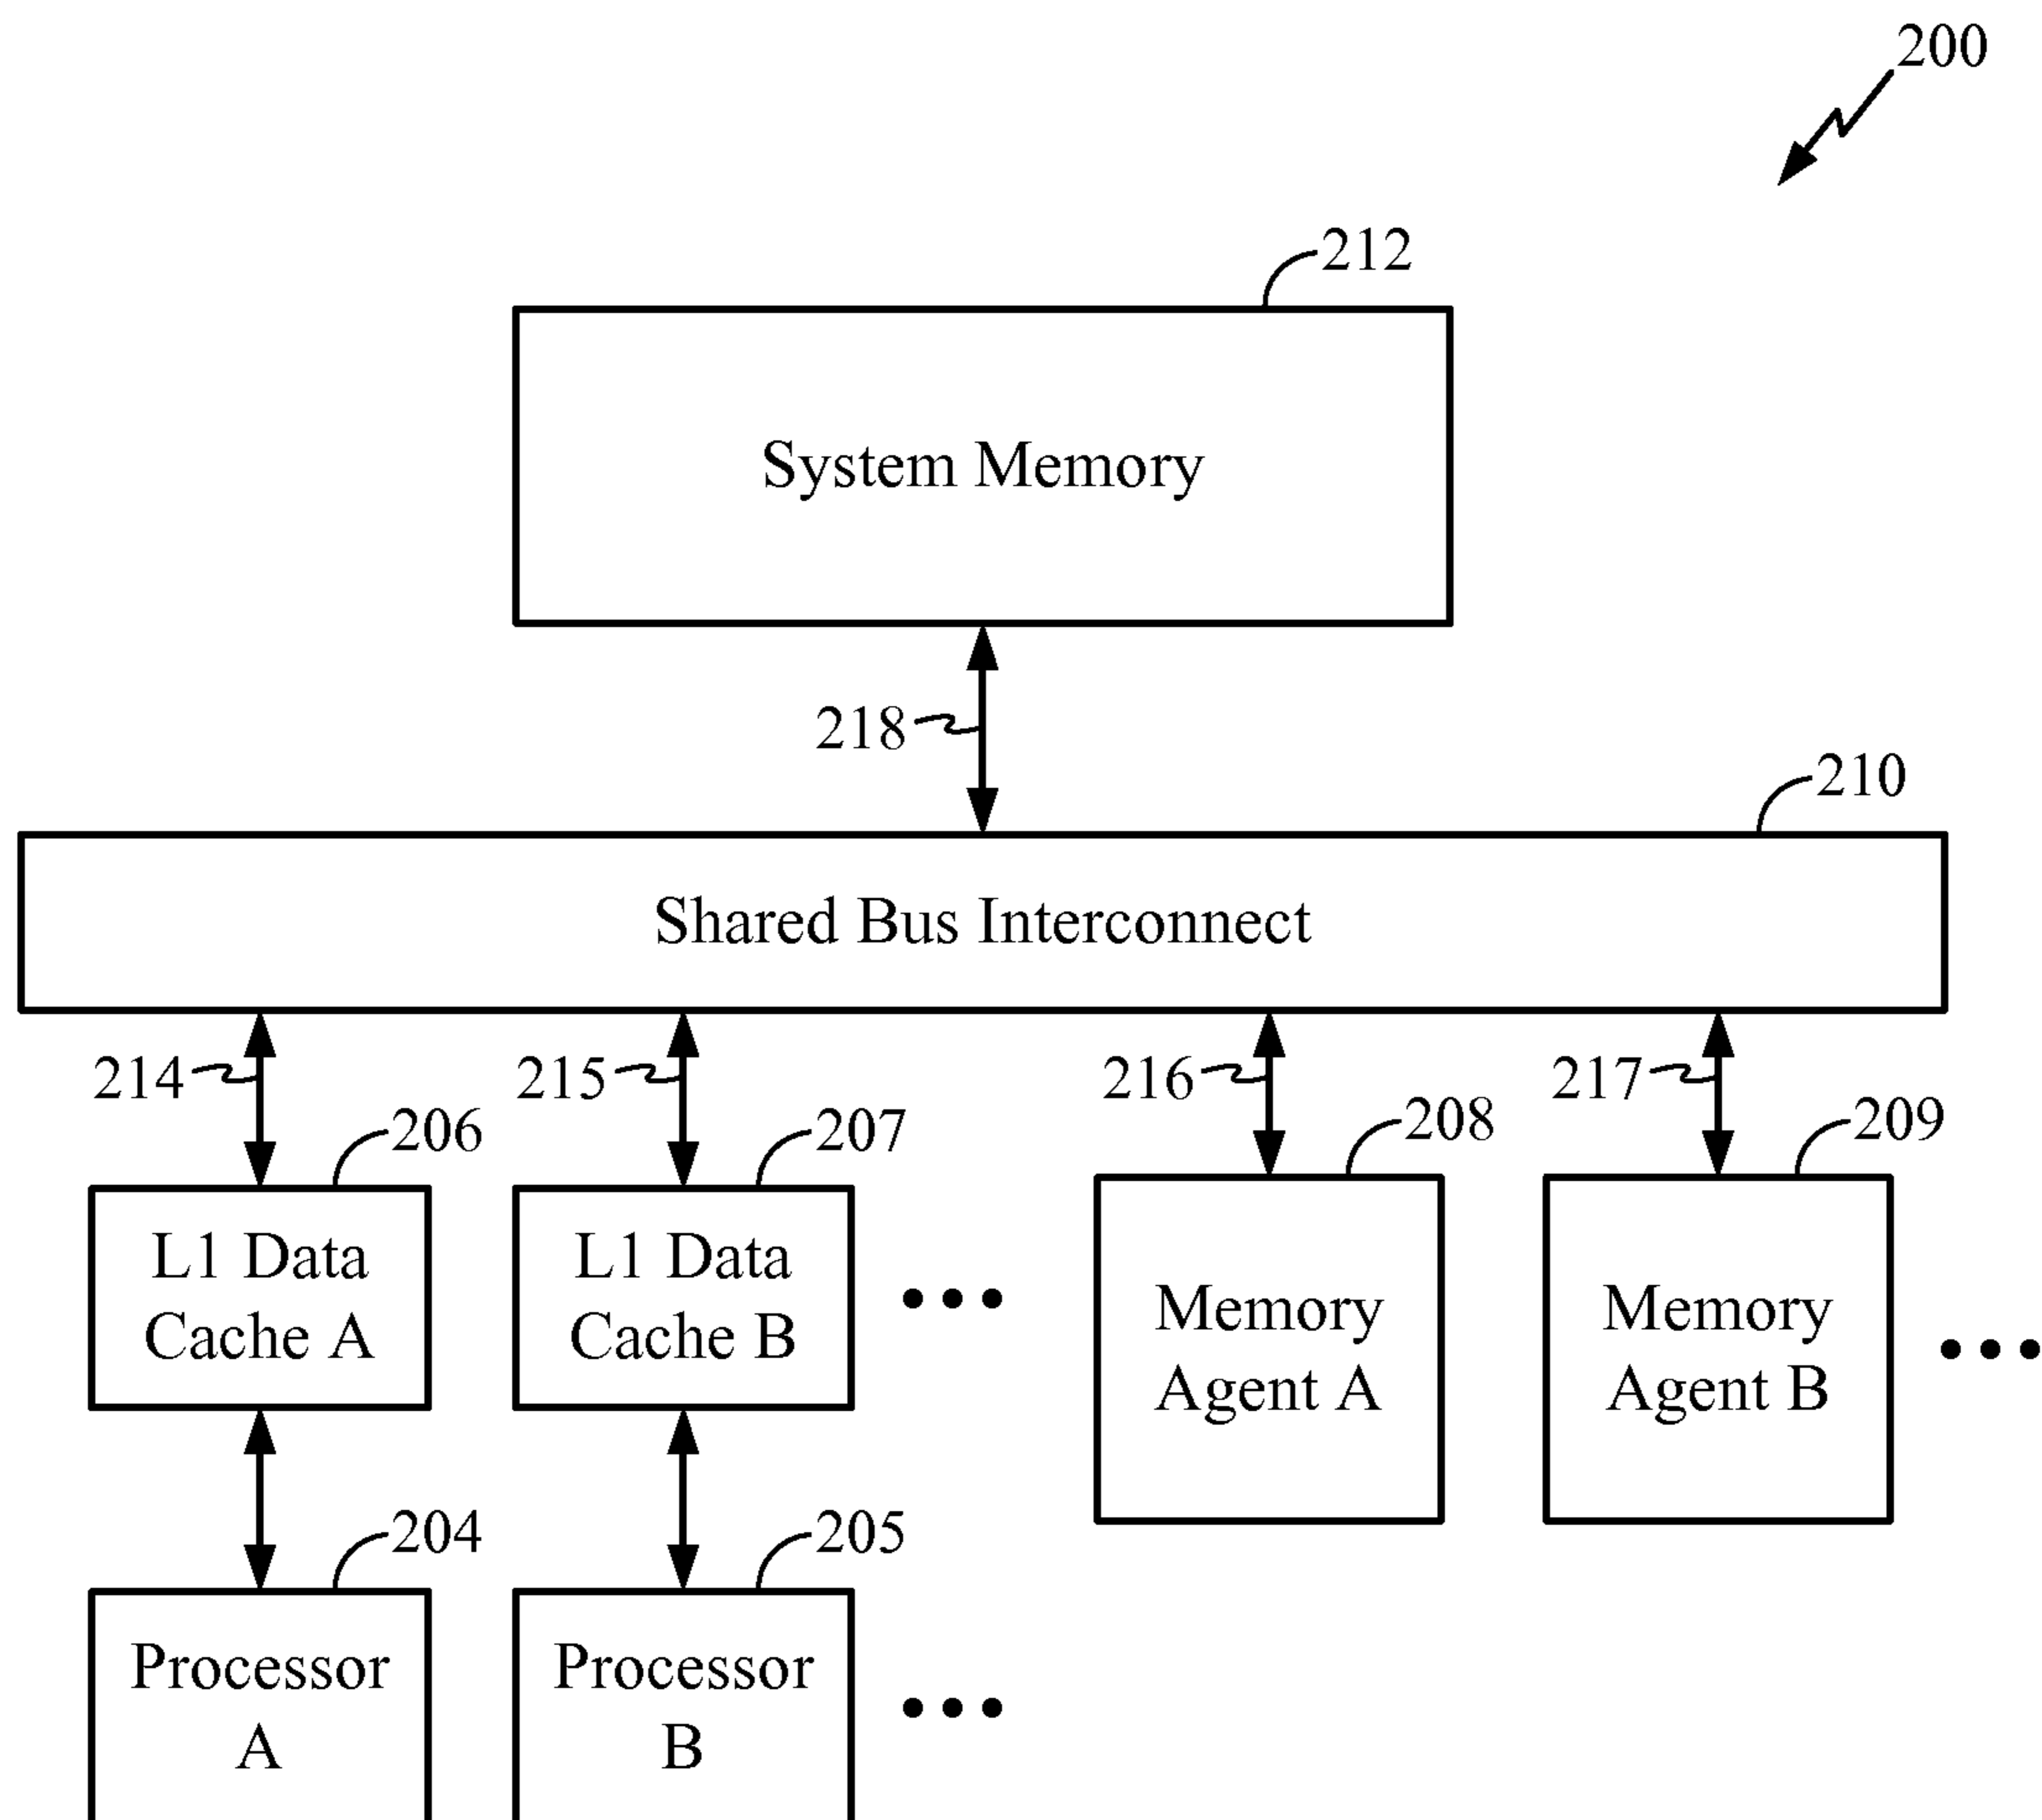 200
212
System Memory
218
210
Shared Bus Interconnect
214
215
216
217
206
207
208
209
L1 Data
Cache A
L1 Data
Cache B
Memory
Agent A
Memory
Agent B
204
205
Processor
A
Processor
B